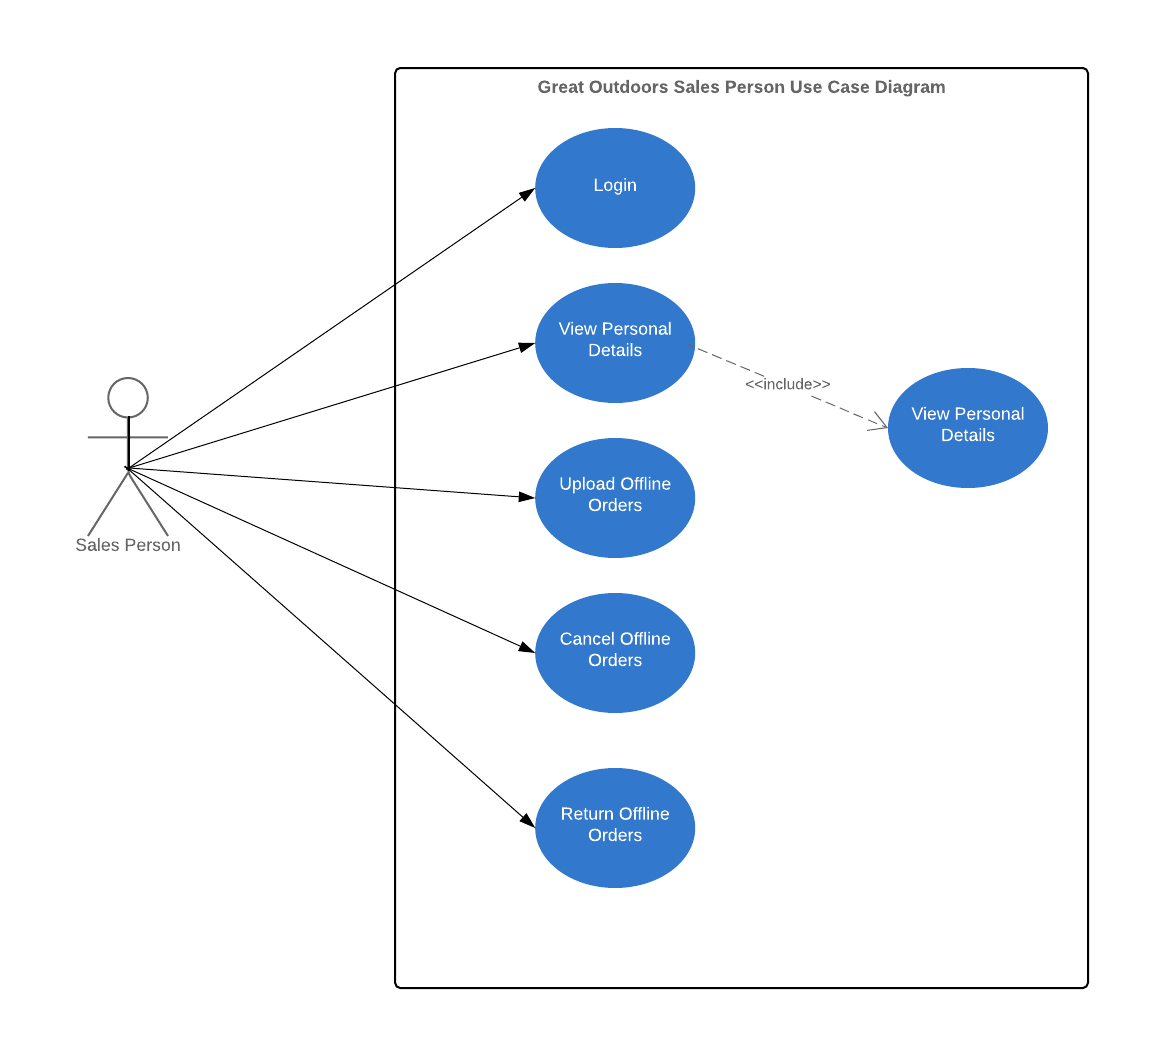 Great Outdoors Sales Person Use Case Diagram
Login
View Personal
Details
<<include>>
View Personal
Details
Upload Offline
Orders
Sales Person
Cancel Offline
Orders
Return Offline
Orders